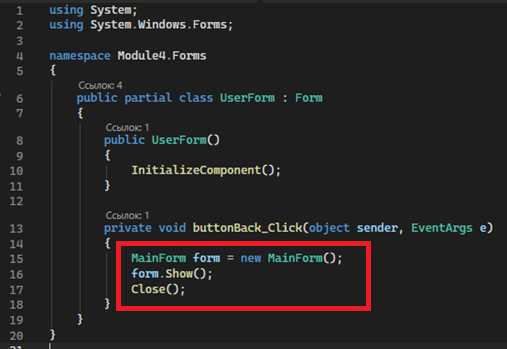 1 using System;
2 using System.Windows.Forms;
3
4 namespace Module4.Forms
5 {
Ссылок: 4
6 public partial class UserForm : Form
7 {
Ссылок: 1
8 public UserForm()
9 {
10 InitializeComponent();
11 }
12
Ссылок: 1
13 private void buttonBack_Click(object sender, EventArgs e)
14 {
15 MainForm form = new MainForm();
16 form.Show();
17 Close();
18 }
19 }
20 }
21